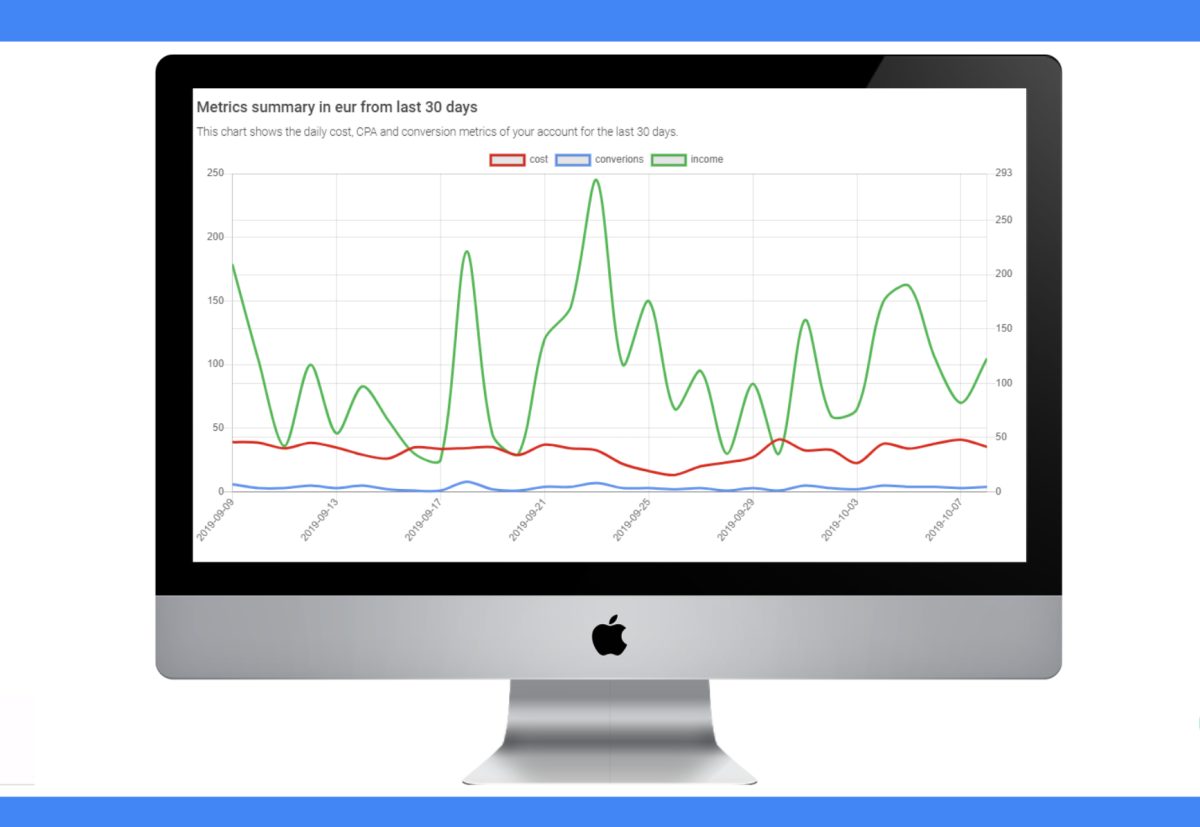 Metrics summary in eur from last 30 days
This chart shows the daily cost, CPA and conversion metrics of your account for the last 30 days.
cost converions income
250 293
250
200
200
150
150
100
100
50
50
0 0
2019-09-09 2019-09-13 2019-09-17 2019-09-21 2019-09-25 2019-09-29 2019-10-03 2019-10-07